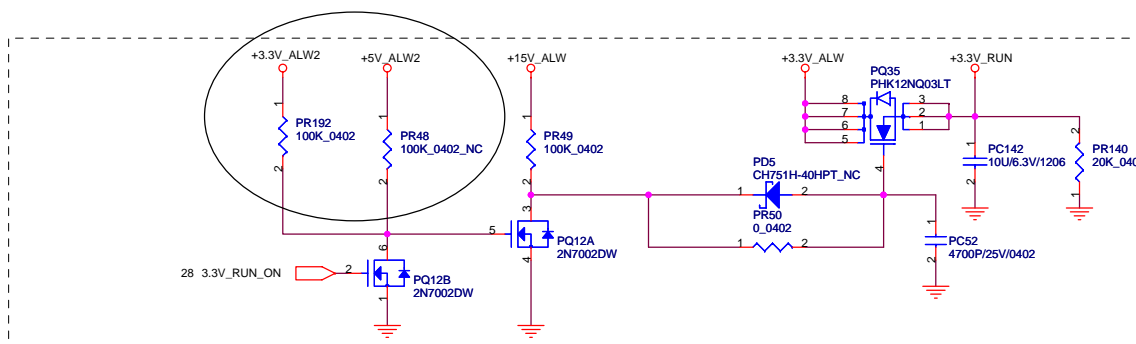 +3.3V_ALW2
+5V_ALW2
+15V_ALW
+3.3V_ALW
+3.3V_RUN
PQ35
PHK12NQ03LT
8
7
6
5
3
2
1
4
1
PR192
100K_0402
2
1
PR48
100K_0402_NC
2
1
PR49
100K_0402
2
PD5
CH751H-40HPT_NC
1
2
PR50
0_0402
1
2
1
PC142
10U/6.3V/1206
2
2
PR140
20K_040
1
1
PC52
4700P/25V/0402
2
3
5
PQ12A
2N7002DW
4
6
28 3.3V_RUN_ON
2
PQ12B
2N7002DW
1